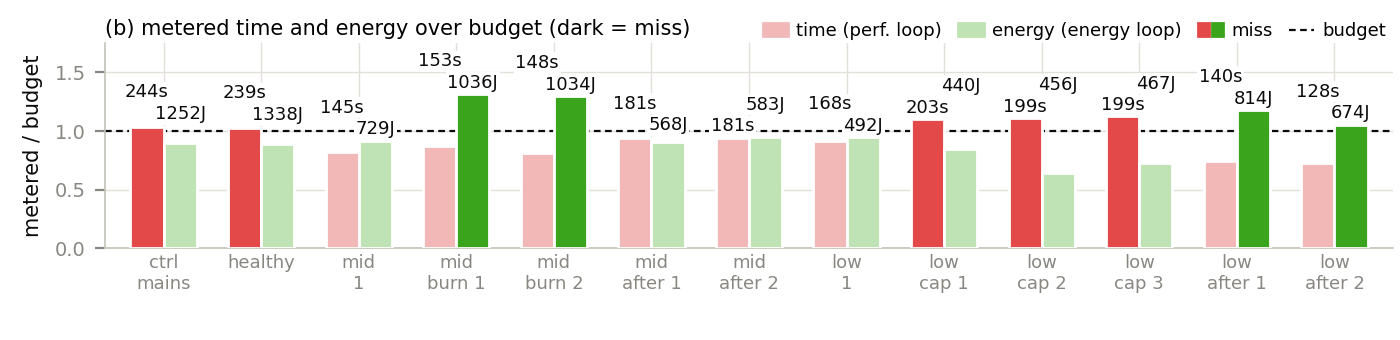 (b) metered time and energy over budget (dark = miss)
time (perf. loop)
energy (energy loop)
miss
budget
metered / budget
1.5
1.0
0.5
0.0
244s
1252J
239s
1338J
145s
729J
153s
1036J
148s
1034J
181s
568J
181s
583J
168s
492J
203s
440J
199s
456J
199s
467J
140s
814J
128s
674J
ctrl
mains
healthy
mid
1
mid
burn 1
mid
burn 2
mid
after 1
mid
after 2
low
1
low
cap 1
low
cap 2
low
cap 3
low
after 1
low
after 2